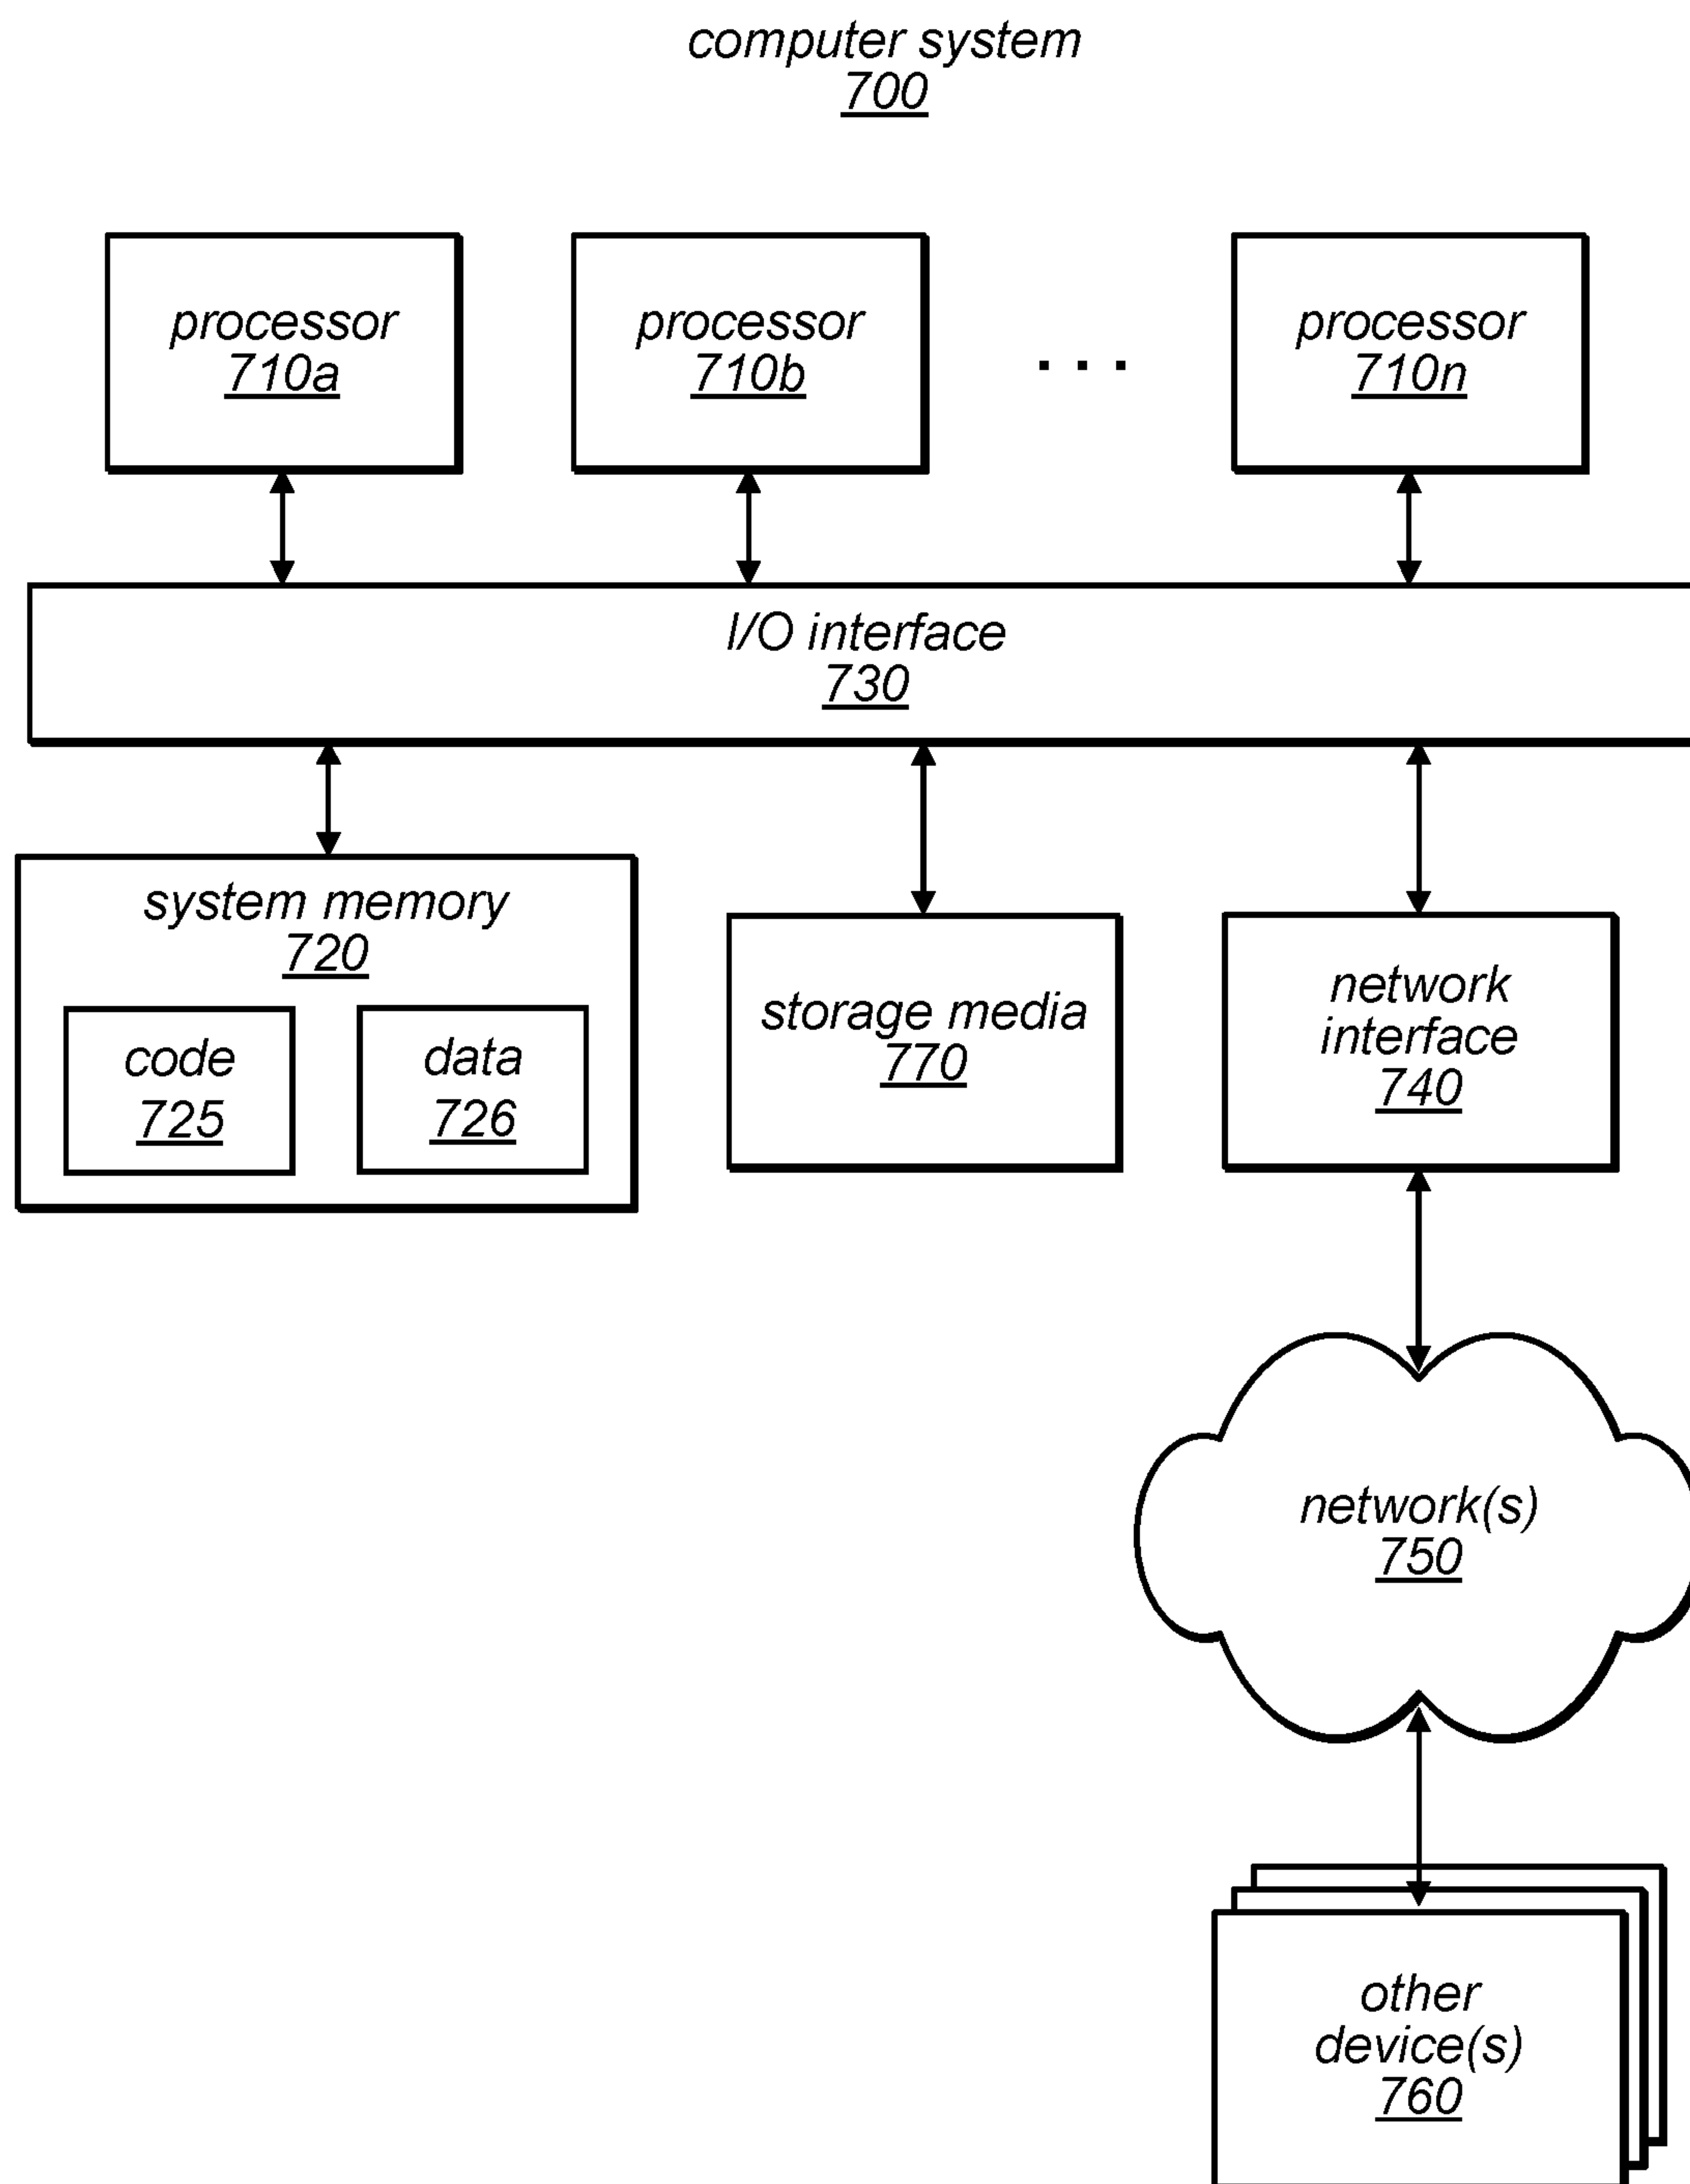 computer system
700
processor
710a
processor
710b
. . .
processor
710n
I/O interface
730
system memory
720
code
725
data
726
storage media
770
network
interface
740
network(s)
750
other
device(s)
760